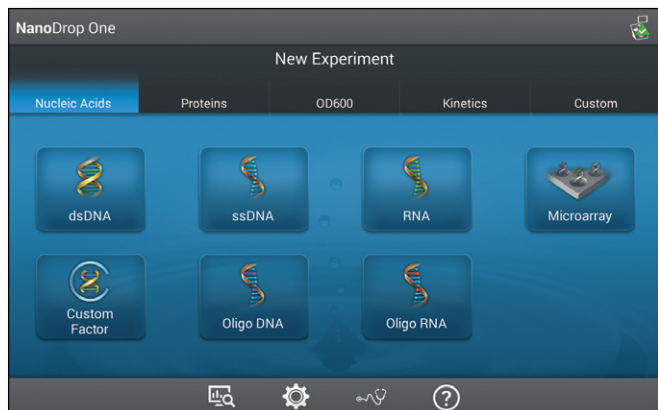 NanoDrop One
New Experiment
Nucleic Acids Proteins OD600 Kinetics Custom
dsDNA ssDNA RNA Microarray
Custom
Factor Oligo DNA Oligo RNA
?